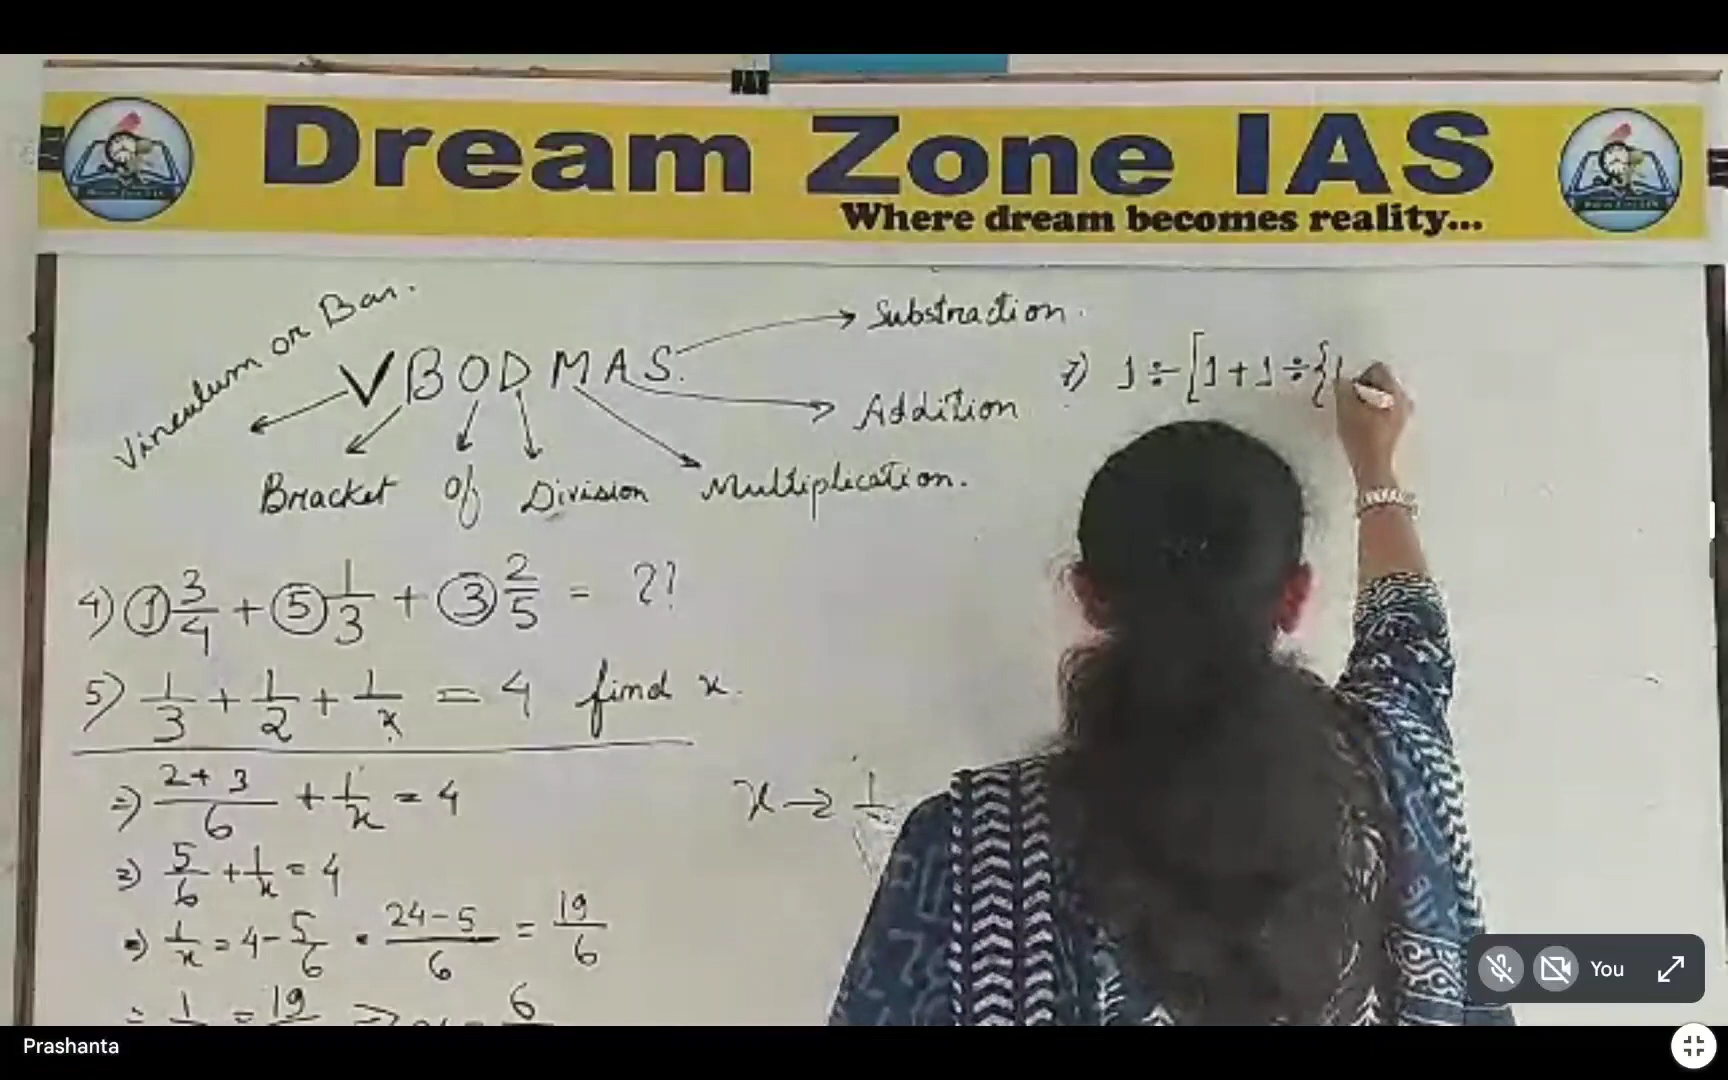 Dream Zone IAS
Where dream becomes reality...
Vinculum or Bar.
VBODMAS.
Substraction.
Addition
Bracket of Division Multiplication.
7) 1 ÷ [1 + 1 ÷ {1
4) 1 3/4 + 5 1/3 + 3 2/5 = ??
5) 1/3 + 1/2 + 1/x = 4 find x.
⇒) 2+3/6 + 1/x = 4
⇒) 5/6 + 1/x = 4
⇒) 1/x = 4 - 5/6 = 24-5/6 = 19/6
x → 1
You
Prashanta